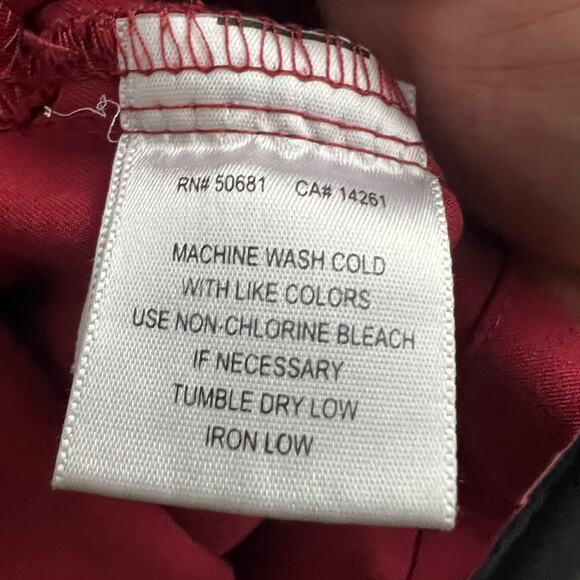 RN# 50681 CA# 14261
MACHINE WASH COLD
WITH LIKE COLORS
USE NON-CHLORINE BLEACH
IF NECESSARY
TUMBLE DRY LOW
IRON LOW